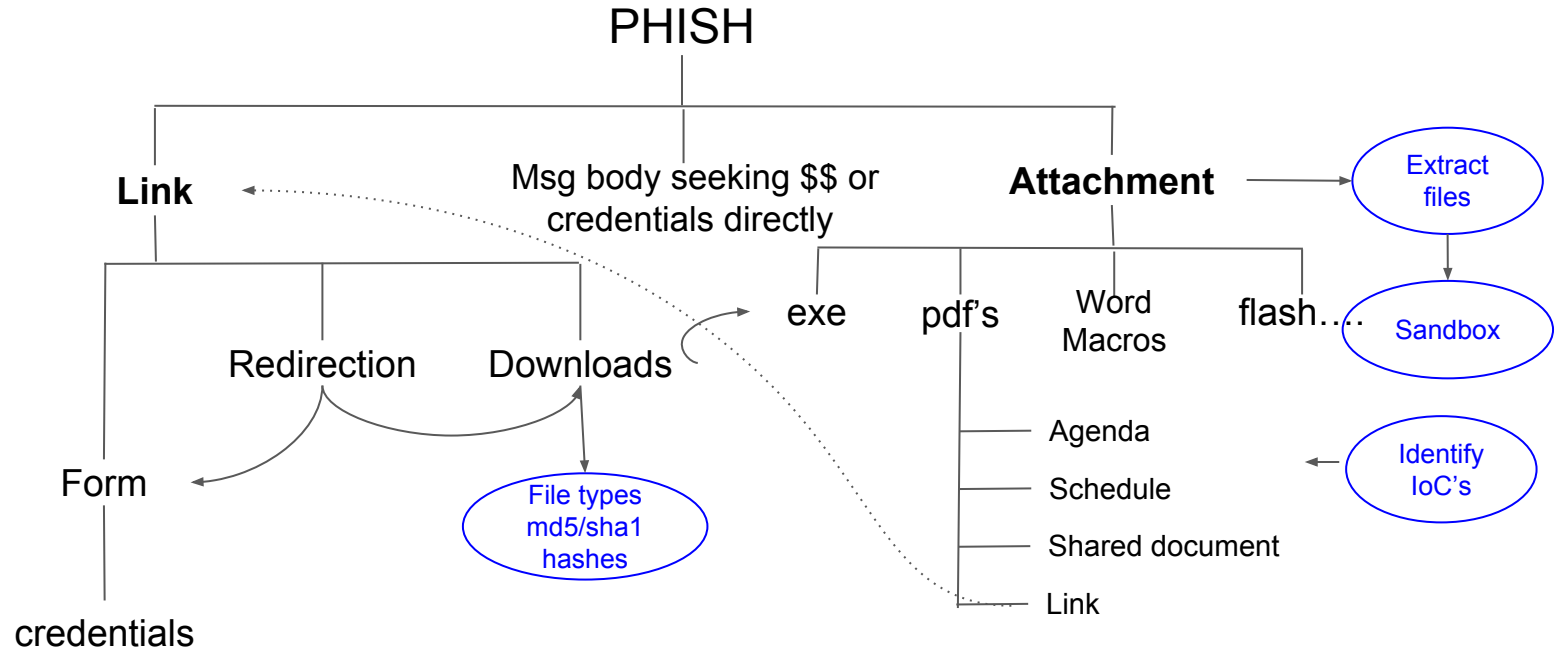 PHISH
Link
Msg body seeking $$ or
credentials directly
Attachment
Extract
files
exe
pdf's
Word
Macros
flash....
Sandbox
Redirection
Downloads
Agenda
Schedule
Shared document
Link
Identify
IoC's
Form
File types
md5/sha1
hashes
credentials